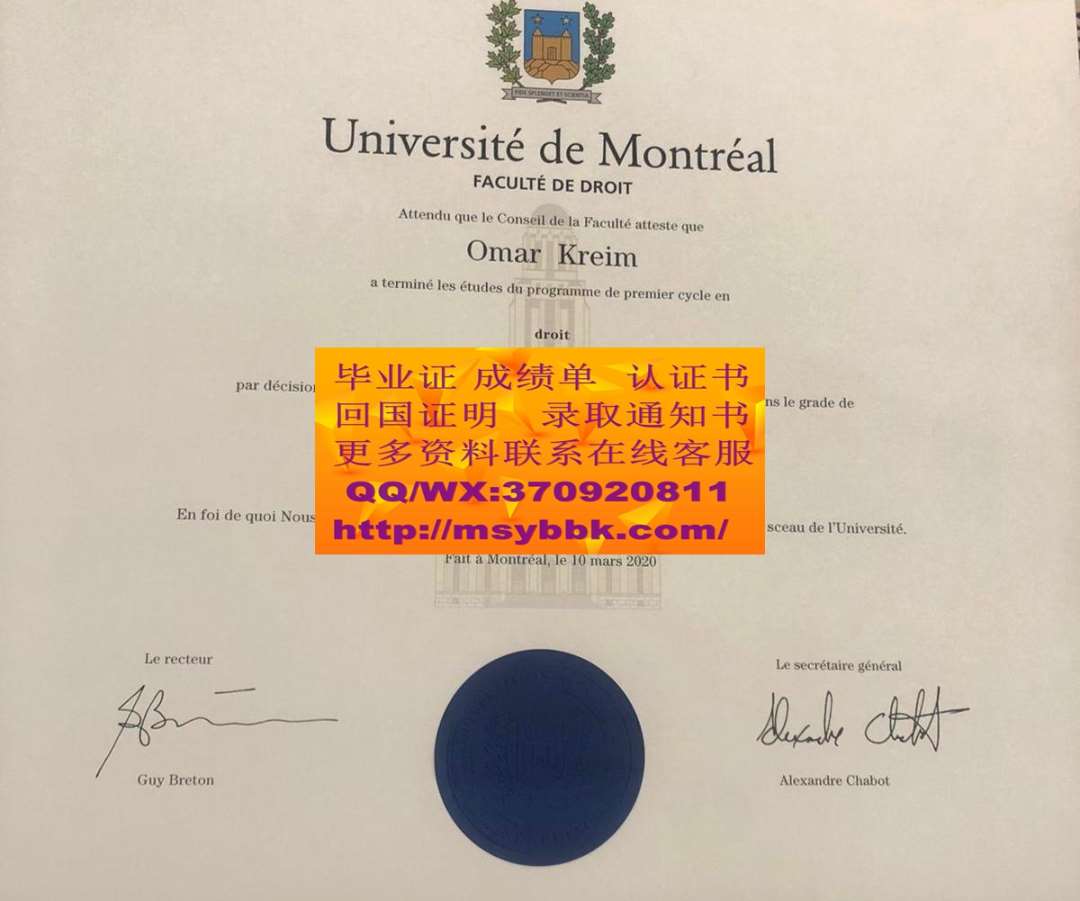 FIDE SPLENDET ET SCIENTIA
Université de Montréal
FACULTÉ DE DROIT
Attendu que le Conseil de la Faculté atteste que
Omar Kreim
a terminé les études du programme de premier cycle en
droit
par décision
ns le grade de
毕业证 成绩单 认证书
回国证明 录取通知书
更多资料联系在线客服
QQ/WX:370920811
http://msybbk.com/
En foi de quoi Nous
sceau de l'Université.
Fait à Montréal, le 10 mars 2020
Le recteur
Le secrétaire général
Alexandre Chabot
Guy Breton
Alexandre Chabot